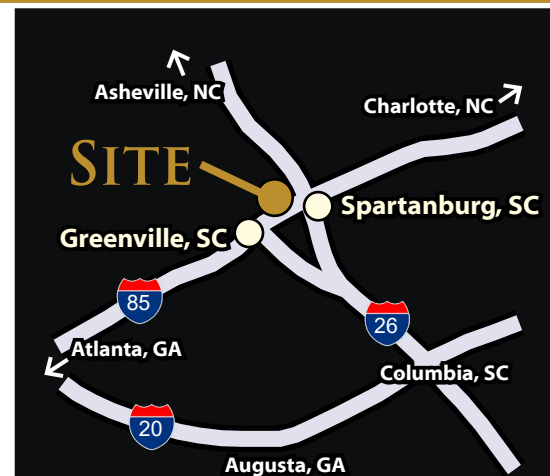 Asheville, NC
Charlotte, NC
SITE
Spartanburg, SC
Greenville, SC
85
26
Atlanta, GA
Columbia, SC
20
Augusta, GA